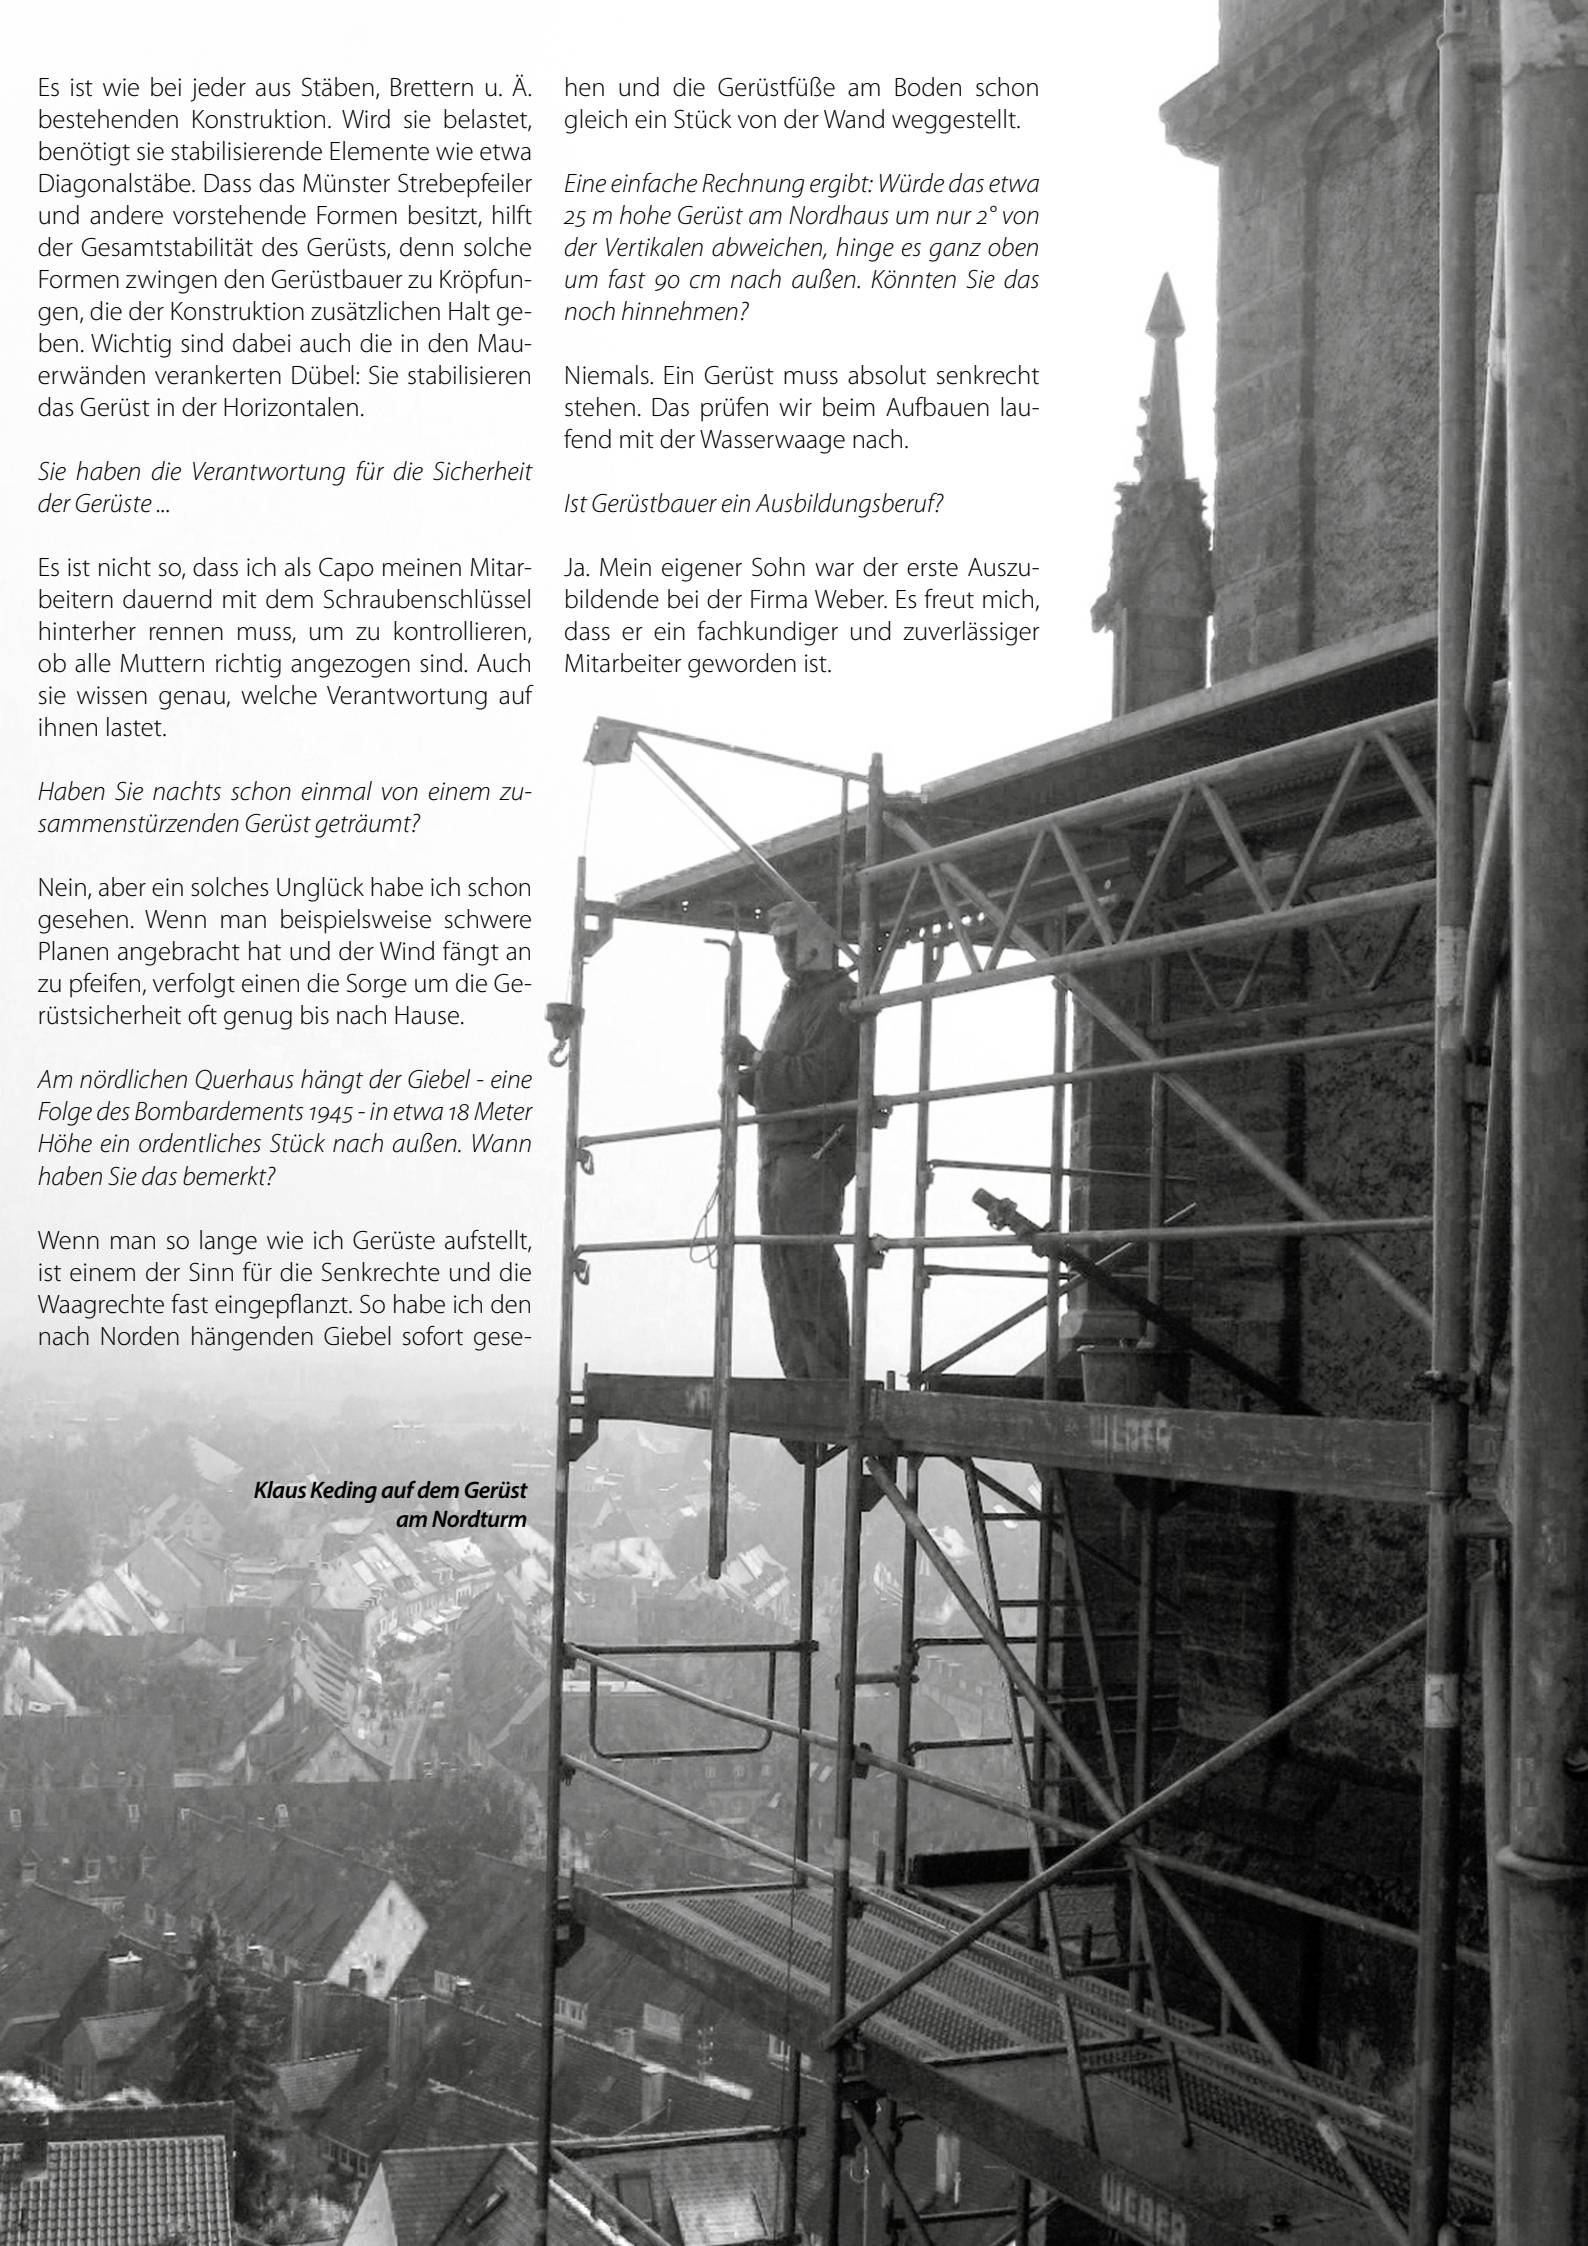 Es ist wie bei jeder aus Stäben, Brettern u. Ä.
bestehenden Konstruktion. Wird sie belastet,
benötigt sie stabilisierende Elemente wie etwa
Diagonalstäbe. Dass das Münster Strebepfeiler
und andere vorstehende Formen besitzt, hilft
der Gesamtstabilität des Gerüsts, denn solche
Formen zwingen den Gerüstbauer zu Kröpfun-
gen, die der Konstruktion zusätzlichen Halt ge-
ben. Wichtig sind dabei auch die in den Mau-
erwänden verankerten Dübel: Sie stabilisieren
das Gerüst in der Horizontalen.
Sie haben die Verantwortung für die Sicherheit
der Gerüste ...
Es ist nicht so, dass ich als Capo meinen Mitar-
beitern dauernd mit dem Schraubenschlüssel
hinterher rennen muss, um zu kontrollieren,
ob alle Muttern richtig angezogen sind. Auch
sie wissen genau, welche Verantwortung auf
ihnen lastet.
Haben Sie nachts schon einmal von einem zu-
sammenstürzenden Gerüst geträumt?
Nein, aber ein solches Unglück habe ich schon
gesehen. Wenn man beispielsweise schwere
Planen angebracht hat und der Wind fängt an
zu pfeifen, verfolgt einen die Sorge um die Ge-
rüstsicherheit oft genug bis nach Hause.
Am nördlichen Querhaus hängt der Giebel - eine
Folge des Bombardements 1945 - in etwa 18 Meter
Höhe ein ordentliches Stück nach außen. Wann
haben Sie das bemerkt?
Wenn man so lange wie ich Gerüste aufstellt,
ist einem der Sinn für die Senkrechte und die
Waagrechte fast eingepflanzt. So habe ich den
nach Norden hängenden Giebel sofort gese-
hen und die Gerüstfüße am Boden schon
gleich ein Stück von der Wand weggestellt.
Eine einfache Rechnung ergibt: Würde das etwa
25 m hohe Gerüst am Nordhaus um nur 2° von
der Vertikalen abweichen, hinge es ganz oben
um fast 90 cm nach außen. Könnten Sie das
noch hinnehmen?
Niemals. Ein Gerüst muss absolut senkrecht
stehen. Das prüfen wir beim Aufbauen lau-
fend mit der Wasserwaage nach.
Ist Gerüstbauer ein Ausbildungsberuf?
Ja. Mein eigener Sohn war der erste Auszu-
bildende bei der Firma Weber. Es freut mich,
dass er ein fachkundiger und zuverlässiger
Mitarbeiter geworden ist.
Klaus Keding auf dem Gerüst
am Nordturm
WEBER